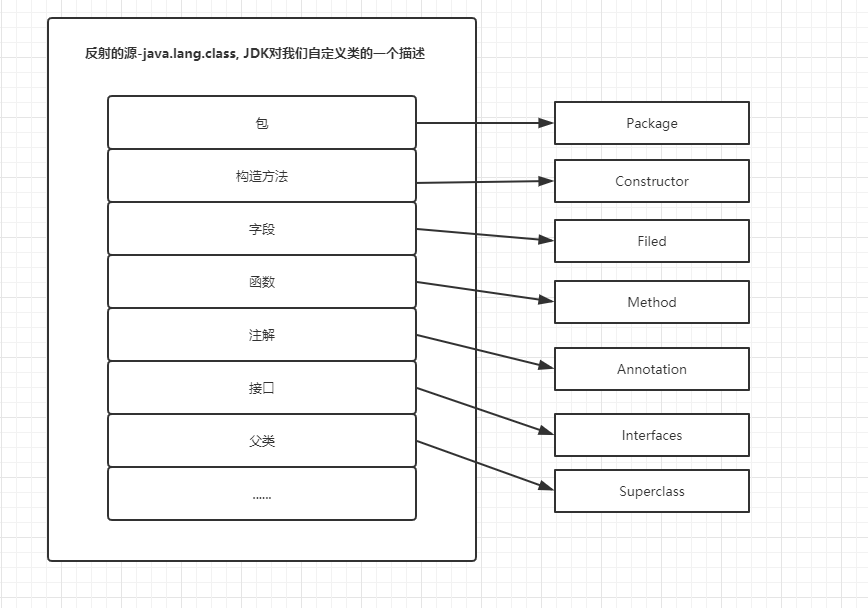 反射的源-java.lang.class, JDK对我们自定义类的一个描述
包
Package
构造方法
Constructor
字段
Filed
函数
Method
注解
Annotation
接口
Interfaces
父类
Superclass
......